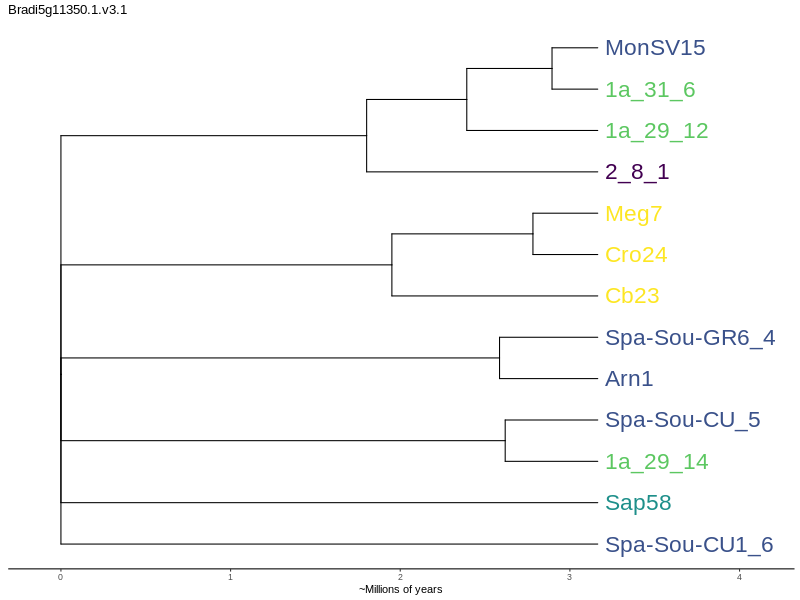 Bradi5g11350.1.v3.1
MonSV15
1a_31_6
1a_29_12
2_8_1
Meg7
Cro24
Cb23
Spa-Sou-GR6_4
Arn1
Spa-Sou-CU_5
1a_29_14
Sap58
Spa-Sou-CU1_6
0 1 2 3 4
~Millions of years